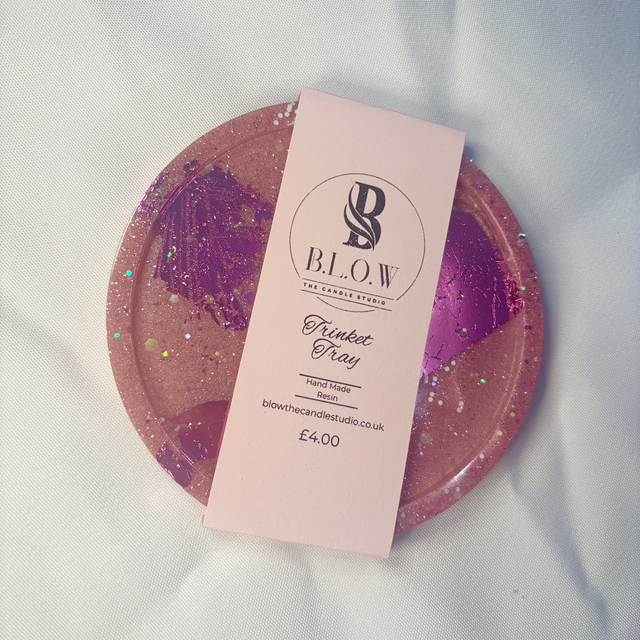 B
B.L.O.W
THE CANDLE STUDIO
Trinket
Tray
Hand Made
Resin
blowthecandlestudio.co.uk
£4.00